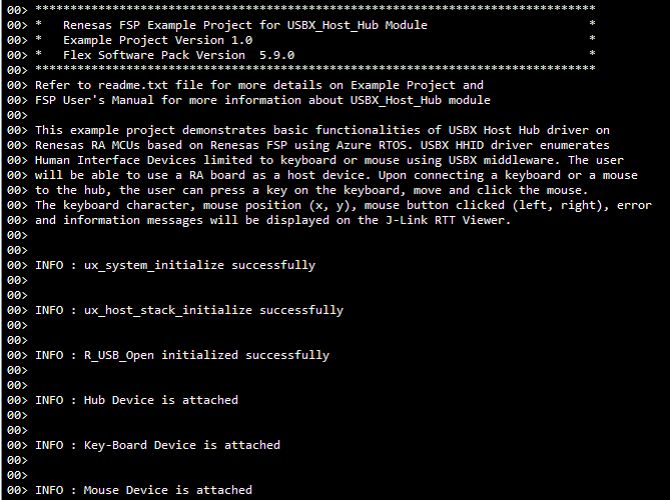 00> ********************************************************************************
00> *   Renesas FSP Example Project for USBX_Host_Hub Module                       *
00> *   Example Project Version 1.0                                                *
00> *   Flex Software Pack Version  5.9.0                                          *
00> ********************************************************************************
00> Refer to readme.txt file for more details on Example Project and
00> FSP User's Manual for more information about USBX_Host_Hub module
00>
00> This example project demonstrates basic functionalities of USBX Host Hub driver on
00> Renesas RA MCUs based on Renesas FSP using Azure RTOS. USBX HHID driver enumerates
00> Human Interface Devices limited to keyboard or mouse using USBX middleware. The user
00> will be able to use a RA board as a host device. Upon connecting a keyboard or a mouse
00> to the hub, the user can press a key on the keyboard, move and click the mouse.
00> The keyboard character, mouse position (x, y), mouse button clicked (left, right), error
00> and information messages will be displayed on the J-Link RTT Viewer.
00>
00>
00> INFO : ux_system_initialize successfully
00>
00>
00> INFO : ux_host_stack_initialize successfully
00>
00>
00> INFO : R_USB_Open initialized successfully
00>
00>
00> INFO : Hub Device is attached
00>
00>
00> INFO : Key-Board Device is attached
00>
00>
00> INFO : Mouse Device is attached